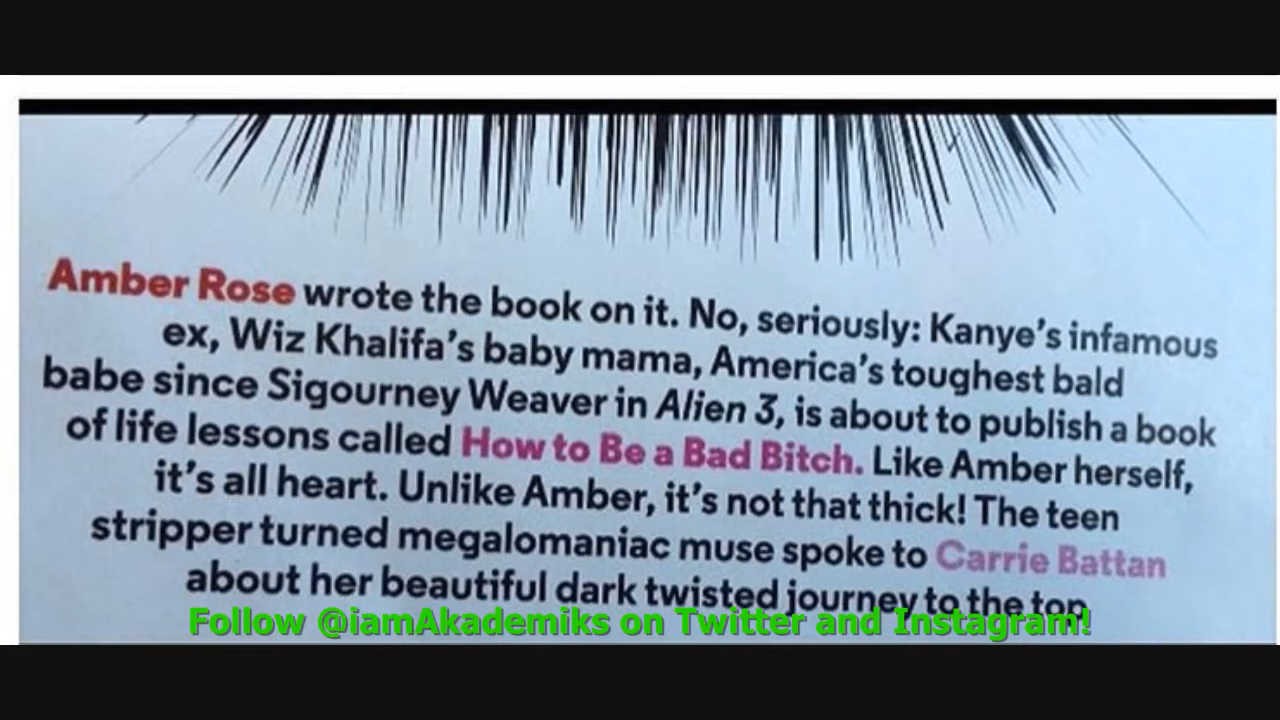 Amber Rose wrote the book on it. No, seriously: Kanye's infamous
ex, Wiz Khalifa's baby mama, America's toughest bald
babe since Sigourney Weaver in Alien 3, is about to publish a book
of life lessons called How to Be a Bad Bitch. Like Amber herself,
it's all heart. Unlike Amber, it's not that thick! The teen
stripper turned megalomaniac muse spoke to Carrie Battan
about her beautiful dark twisted journey to the top
Follow @iamAkademiks on Twitter and Instagram!